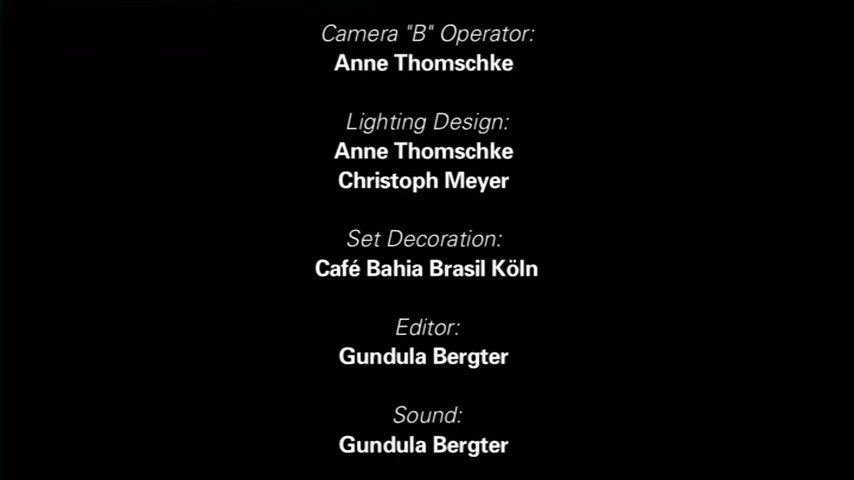 Camera "B" Operator:
Anne Thomschke
Lighting Design:
Anne Thomschke
Christoph Meyer
Set Decoration:
Café Bahia Brasil Köln
Editor:
Gundula Bergter
Sound:
Gundula Bergter